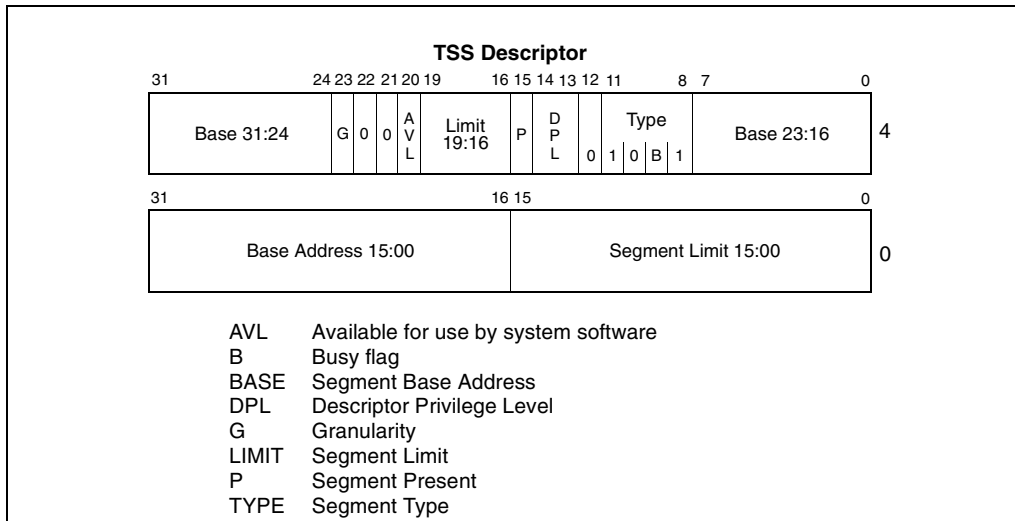 TSS Descriptor
31 24 23 22 21 20 19 16 15 14 13 12 11 8 7 0
Base 31:24 G 0 0 AVL Limit 19:16 P DPL Type Base 23:16 4
0 1 0 B 1
31 16 15 0
Base Address 15:00 Segment Limit 15:00 0
AVL Available for use by system software
B Busy flag
BASE Segment Base Address
DPL Descriptor Privilege Level
G Granularity
LIMIT Segment Limit
P Segment Present
TYPE Segment Type